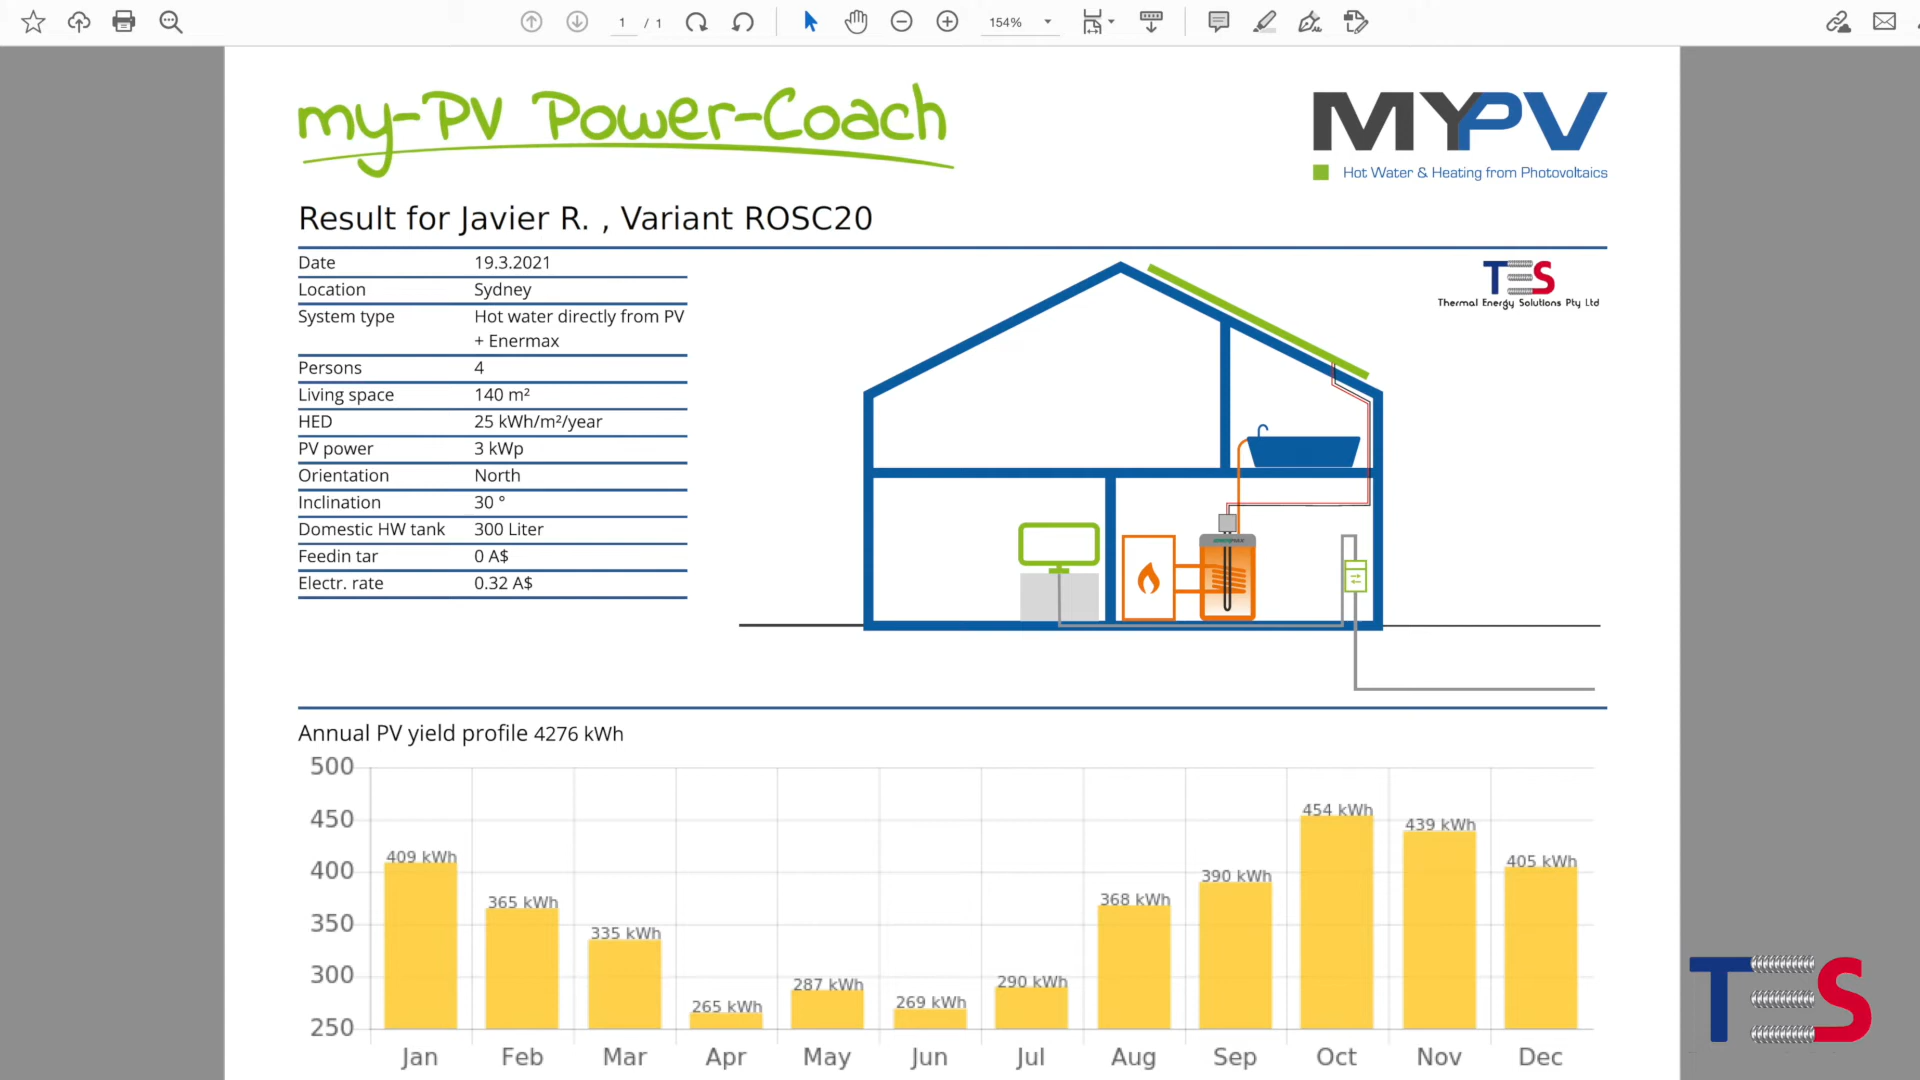 1 / 1
154%
my-PV Power-Coach
MYPV
Hot Water & Heating from Photovoltaics
Result for Javier R. , Variant ROSC20
Date 19.3.2021
Location Sydney
System type Hot water directly from PV
+ Enermax
Persons 4
Living space 140 m²
HED 25 kWh/m²/year
PV power 3 kWp
Orientation North
Inclination 30 °
Domestic HW tank 300 Liter
Feedin tar 0 A$
Electr. rate 0.32 A$
TES
Thermal Energy Solutions Pty Ltd
Annual PV yield profile 4276 kWh
500
450
400
350
300
250
409 kWh
365 kWh
335 kWh
265 kWh
287 kWh
269 kWh
290 kWh
368 kWh
390 kWh
454 kWh
439 kWh
405 kWh
Jan Feb Mar Apr May Jun Jul Aug Sep Oct Nov Dec
TES